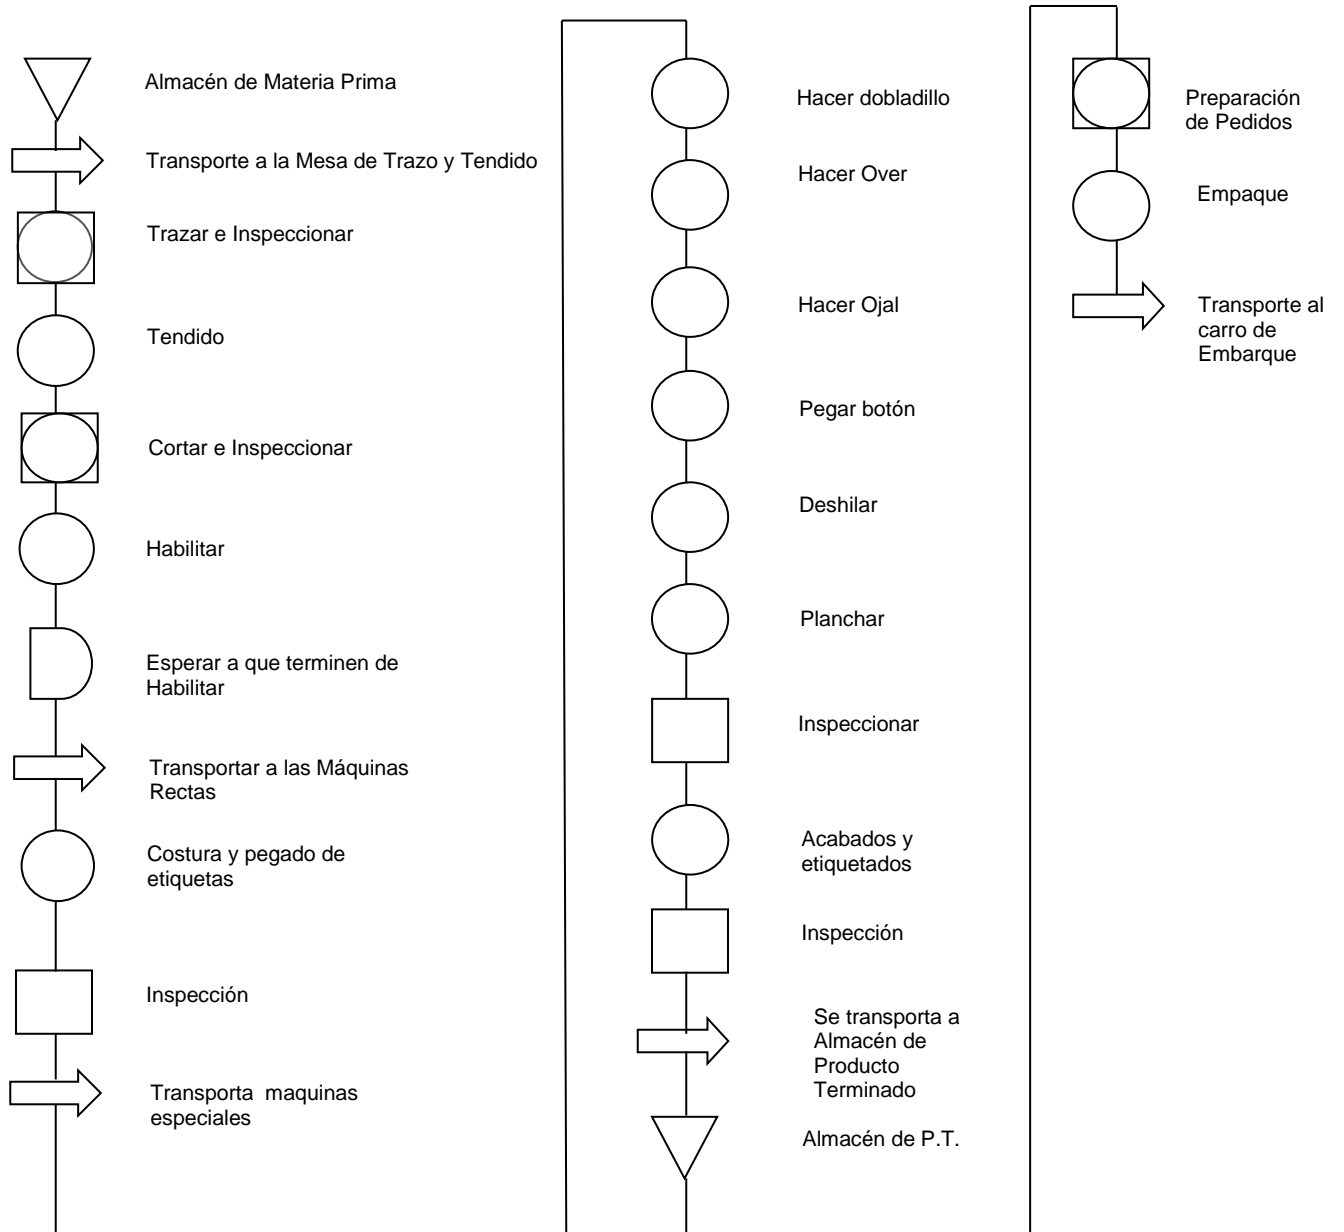 Almacén de Materia Prima
Transporte a la Mesa de Trazo y Tendido
Trazar e Inspeccionar
Tendido
Cortar e Inspeccionar
Habilitar
Esperar a que terminen de
Habilitar
Transportar a las Máquinas
Rectas
Costura y pegado de
etiquetas
Inspección
Transporta  maquinas
especiales
Hacer dobladillo
Hacer Over
Hacer Ojal
Pegar botón
Deshilar
Planchar
Inspeccionar
Acabados y
etiquetados
Inspección
Se transporta a
Almacén de
Producto
Terminado
Almacén de P.T.
Preparación
de Pedidos
Empaque
Transporte al
carro de
Embarque